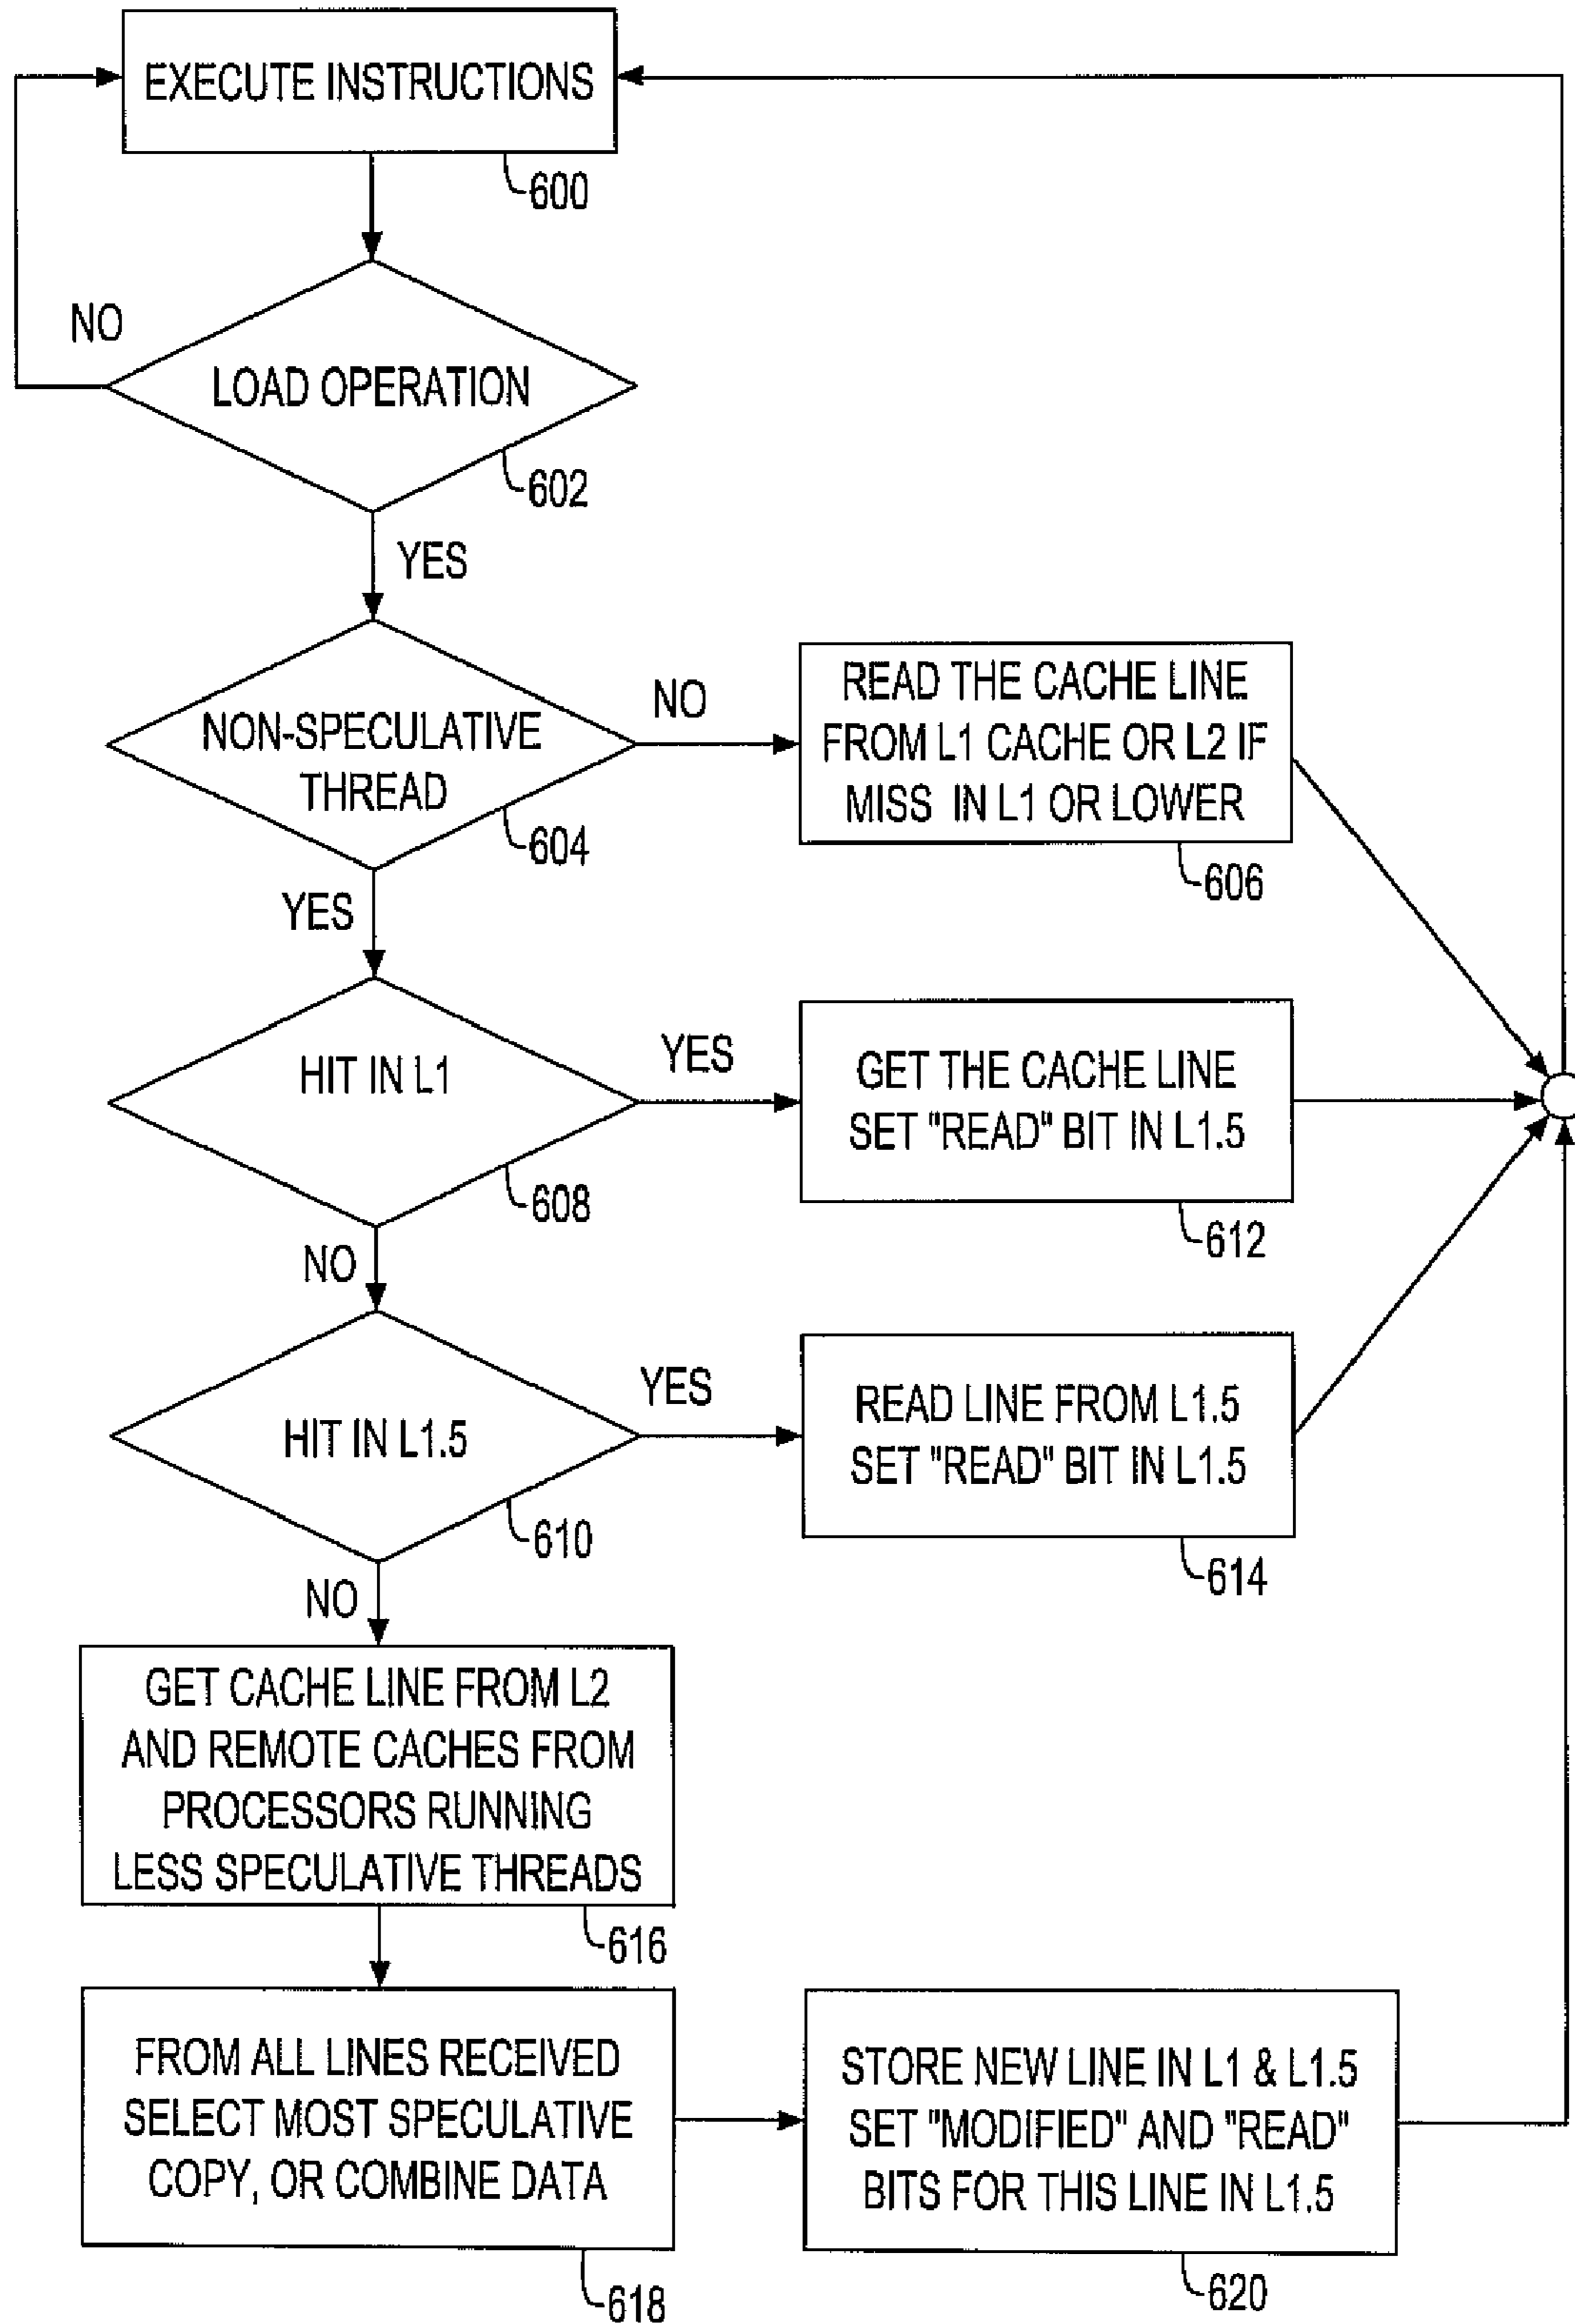 EXECUTE INSTRUCTIONS
600
NO
LOAD OPERATION
602
YES
NON-SPECULATIVE
THREAD
604
NO
READ THE CACHE LINE
FROM L1 CACHE OR L2 IF
MISS IN L1 OR LOWER
606
YES
HIT IN L1
608
YES
GET THE CACHE LINE
SET "READ" BIT IN L1.5
612
NO
HIT IN L1.5
610
YES
READ LINE FROM L1.5
SET "READ" BIT IN L1.5
614
NO
GET CACHE LINE FROM L2
AND REMOTE CACHES FROM
PROCESSORS RUNNING
LESS SPECULATIVE THREADS
616
FROM ALL LINES RECEIVED
SELECT MOST SPECULATIVE
COPY, OR COMBINE DATA
618
STORE NEW LINE IN L1 & L1.5
SET "MODIFIED" AND "READ"
BITS FOR THIS LINE IN L1.5
620